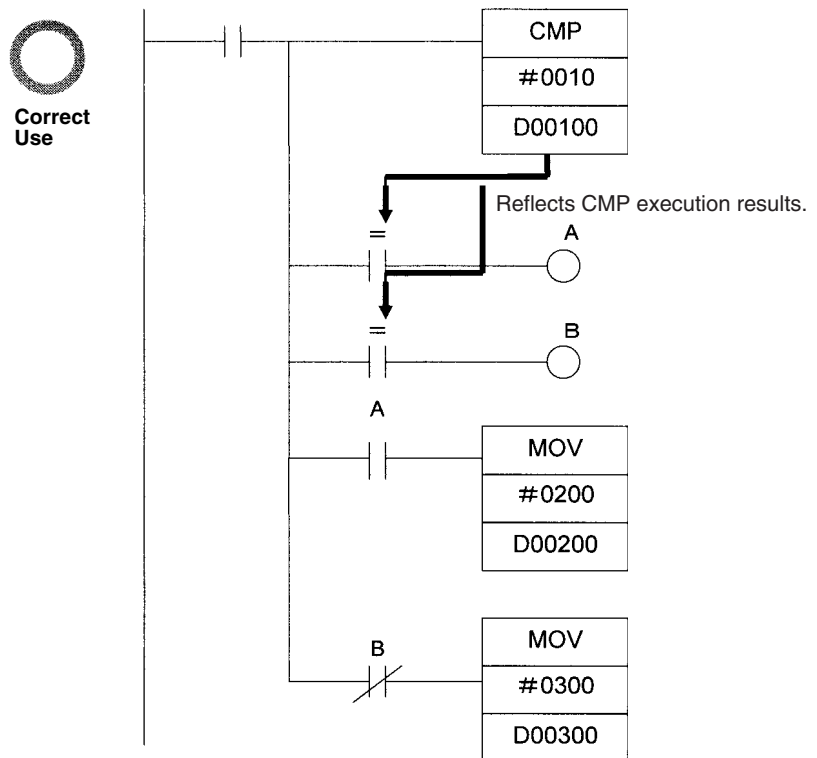 CMP
#0010
Correct
Use
D00100
Reflects CMP execution results.
=
A
=
B
A
MOV
#0200
D00200
B
MOV
#0300
D00300